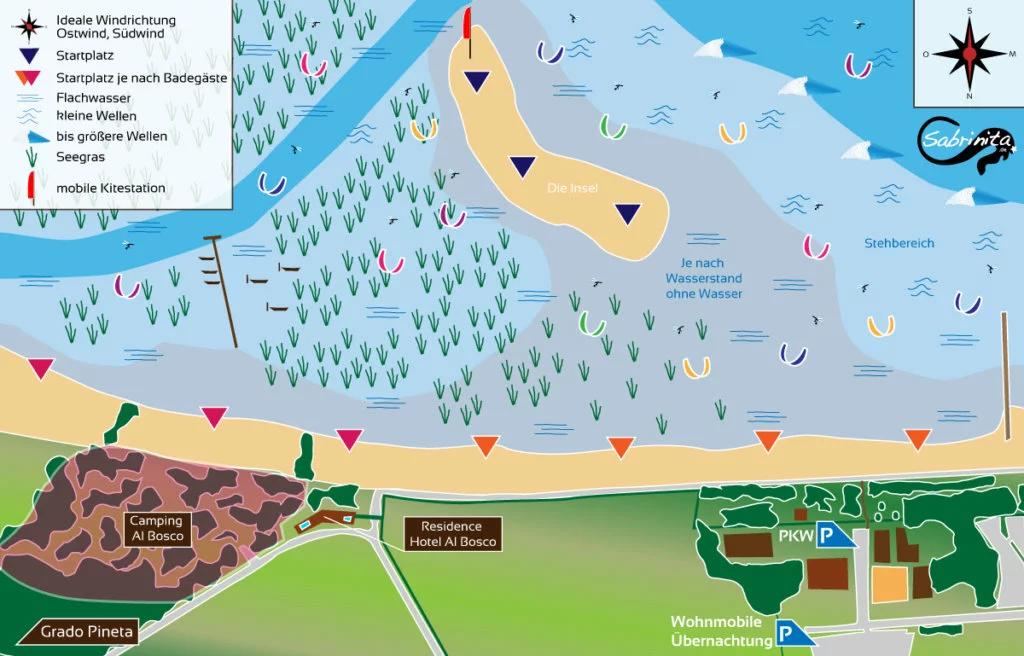 Ideale Windrichtung
Ostwind, Südwind
Startplatz
Startplatz je nach Badegäste
Flachwasser
kleine Wellen
bis größere Wellen
Seegras
mobile Kitestation
S
O
M
N
Sabrinita
Die Insel
Je nach
Wasserstand
ohne Wasser
Stehbereich
Camping
Al Bosco
Residence
Hotel Al Bosco
PKW
P
Grado Pineta
Wohnmobile
Übernachtung
P